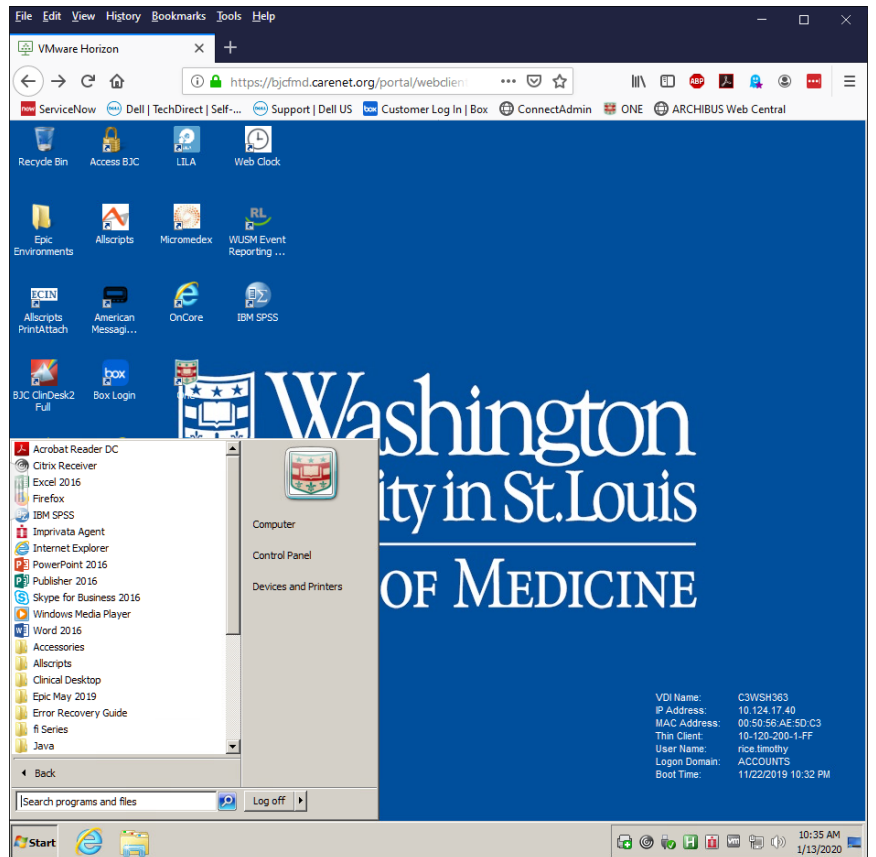 File Edit View History Bookmarks Tools Help
VMware Horizon
https://bjcfmd.carenet.org/portal/webclien
ServiceNow Dell | TechDirect | Self-... Support | Dell US Customer Log In | Box ConnectAdmin ONE ARCHIBUS Web Central
Recycle Bin Access BJC LILA Web Clock
Epic Environments
Allscripts
Micromedex
WUSM Event Reporting ...
ECIN
Allscripts PrintAttach
American Messagi...
OnCore
IBM SPSS
BJC ClinDesk2 Full
box
Box Login
Washington
ity in St.Louis
OF MEDICINE
Acrobat Reader DC
Citrix Receiver
Excel 2016
Firefox
IBM SPSS
Imprivata Agent
Internet Explorer
PowerPoint 2016
Publisher 2016
Skype for Business 2016
Windows Media Player
Word 2016
Accessories
Allscripts
Clinical Desktop
Epic May 2019
Error Recovery Guide
fi Series
Java
Back
Search programs and files
Computer
Control Panel
Devices and Printers
Log off
VDI Name: C3WSH363
IP Address: 10.124.17.40
MAC Address: 00:50:56:AE:5D:C3
Thin Client: 10-120-200-1-FF
User Name: rice.timothy
Logon Domain: ACCOUNTS
Boot Time: 11/22/2019 10:32 PM
Start
10:35 AM
1/13/2020